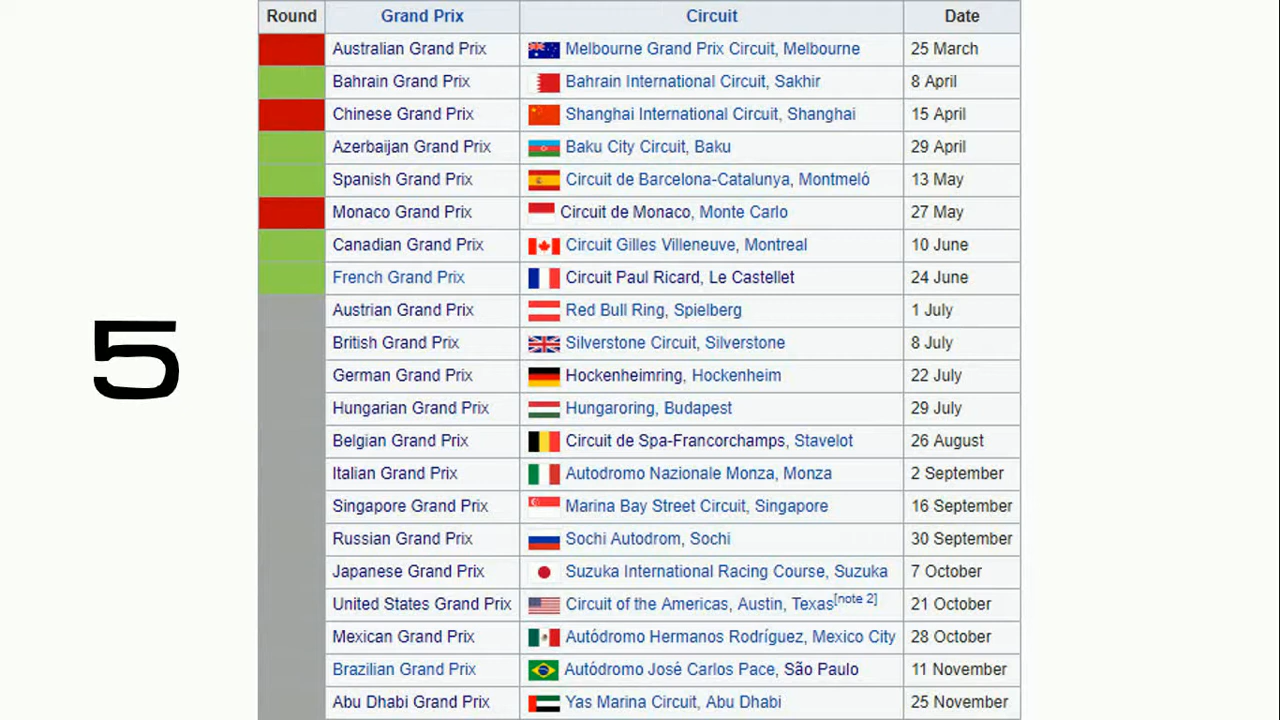 Round Grand Prix Circuit Date
Australian Grand Prix Melbourne Grand Prix Circuit, Melbourne 25 March
Bahrain Grand Prix Bahrain International Circuit, Sakhir 8 April
Chinese Grand Prix Shanghai International Circuit, Shanghai 15 April
Azerbaijan Grand Prix Baku City Circuit, Baku 29 April
Spanish Grand Prix Circuit de Barcelona-Catalunya, Montmeló 13 May
Monaco Grand Prix Circuit de Monaco, Monte Carlo 27 May
Canadian Grand Prix Circuit Gilles Villeneuve, Montreal 10 June
French Grand Prix Circuit Paul Ricard, Le Castellet 24 June
Austrian Grand Prix Red Bull Ring, Spielberg 1 July
5
British Grand Prix Silverstone Circuit, Silverstone 8 July
German Grand Prix Hockenheimring, Hockenheim 22 July
Hungarian Grand Prix Hungaroring, Budapest 29 July
Belgian Grand Prix Circuit de Spa-Francorchamps, Stavelot 26 August
Italian Grand Prix Autodromo Nazionale Monza, Monza 2 September
Singapore Grand Prix Marina Bay Street Circuit, Singapore 16 September
Russian Grand Prix Sochi Autodrom, Sochi 30 September
Japanese Grand Prix Suzuka International Racing Course, Suzuka 7 October
United States Grand Prix Circuit of the Americas, Austin, Texas[note 2] 21 October
Mexican Grand Prix Autódromo Hermanos Rodríguez, Mexico City 28 October
Brazilian Grand Prix Autódromo José Carlos Pace, São Paulo 11 November
Abu Dhabi Grand Prix Yas Marina Circuit, Abu Dhabi 25 November